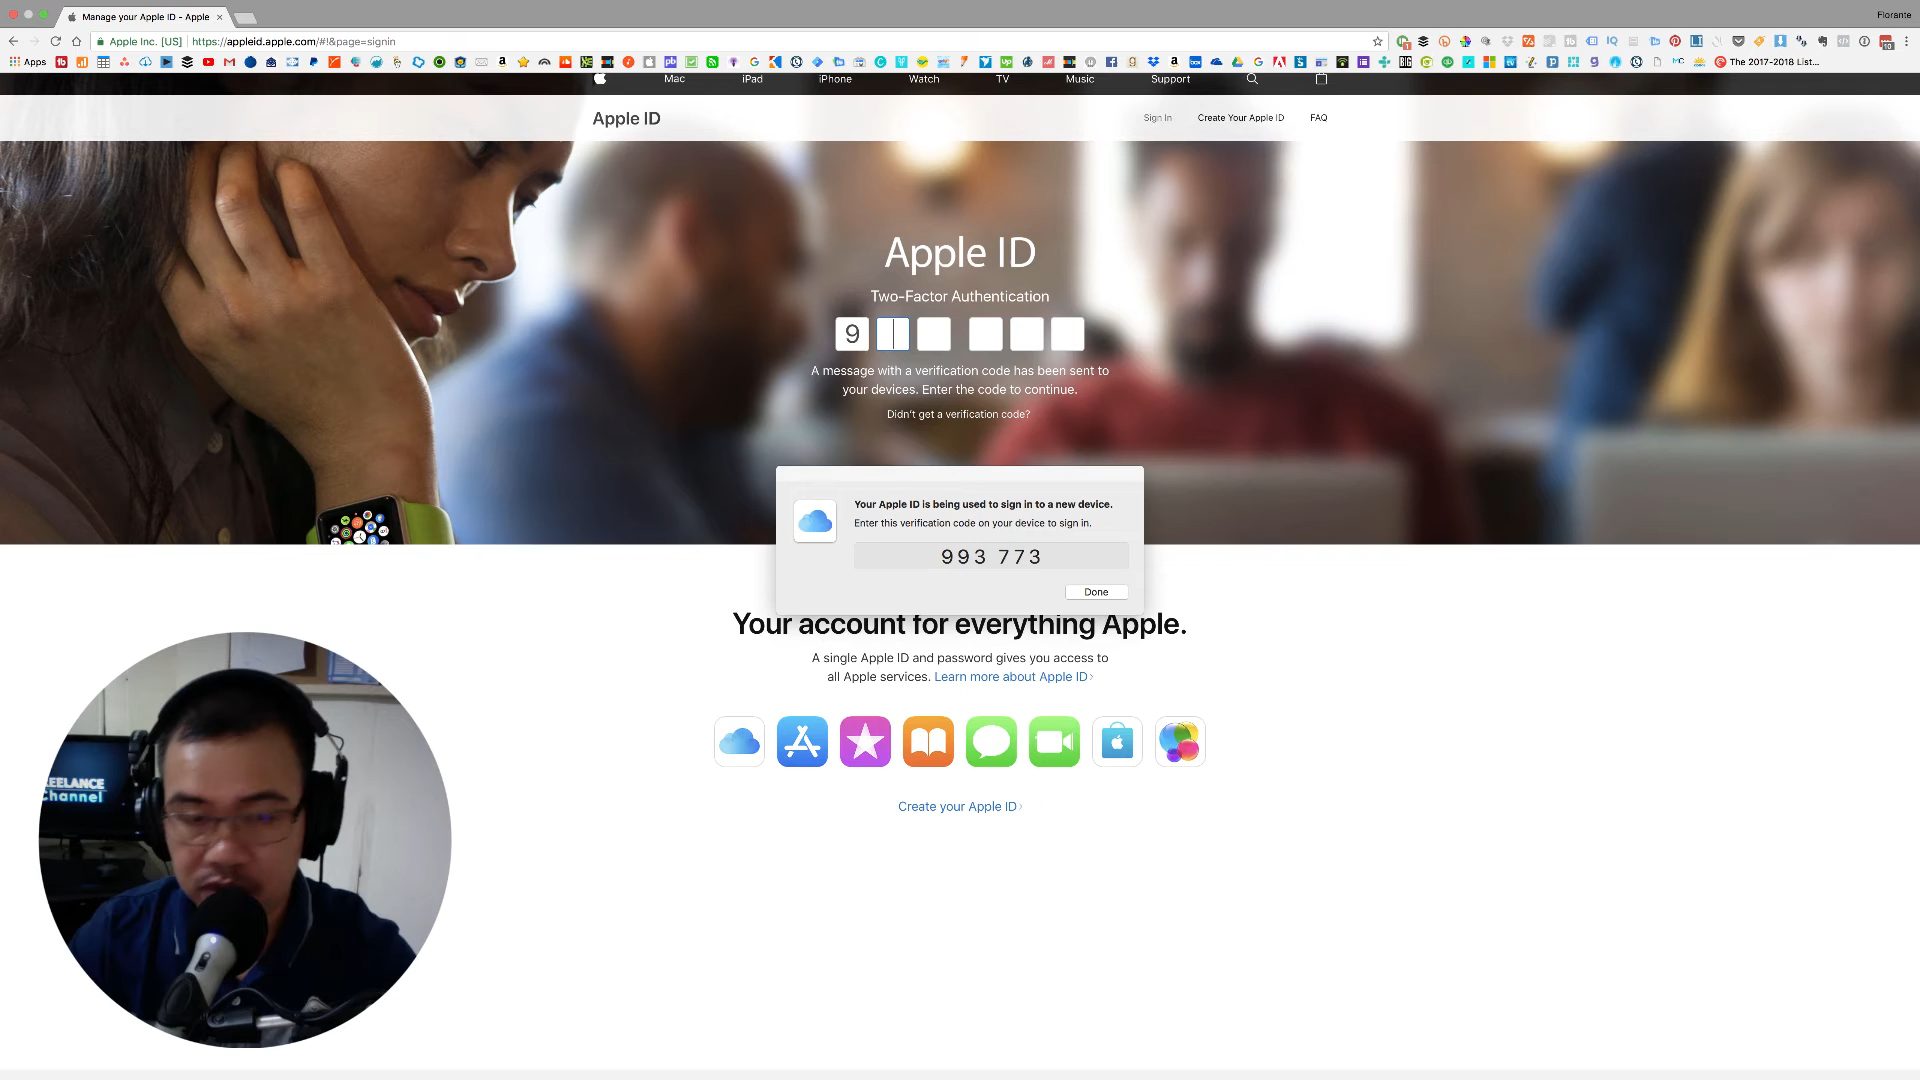 Manage your Apple ID - Apple
Florante
Apple Inc. [US]
https://appleid.apple.com/#!&page=signin
Apps
The 2017-2018 List...
Mac
iPad
iPhone
Watch
TV
Music
Support
Apple ID
Sign In
Create Your Apple ID
FAQ
Apple ID
Two-Factor Authentication
9
A message with a verification code has been sent to
your devices. Enter the code to continue.
Didn't get a verification code?
Your Apple ID is being used to sign in to a new device.
Enter this verification code on your device to sign in.
993 773
Done
Your account for everything Apple.
A single Apple ID and password gives you access to
all Apple services. Learn more about Apple ID
Create your Apple ID
REELANCE
Channel